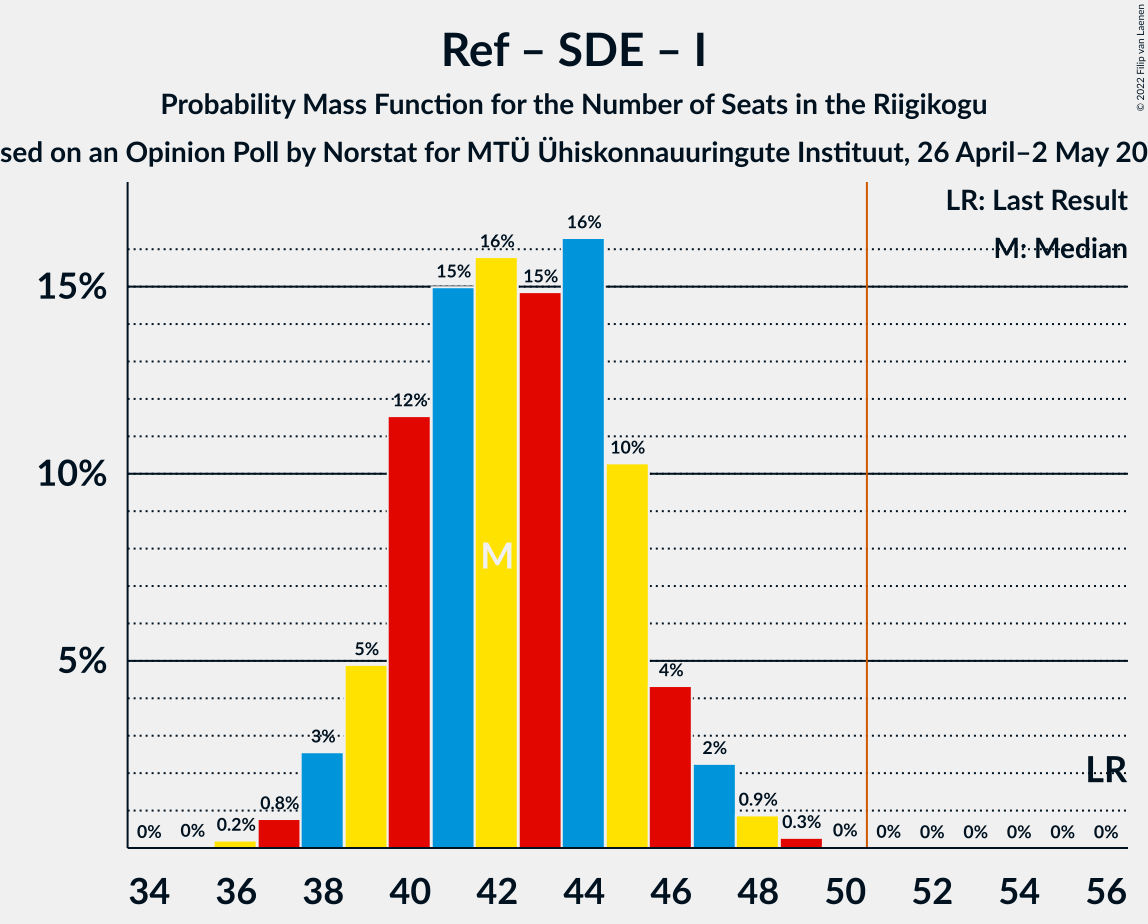 Ref – SDE – I
Probability Mass Function for the Number of Seats in the Riigikogu
sed on an Opinion Poll by Norstat for MTÜ Ühiskonnauuringute Instituut, 26 April–2 May 20
© 2022 Filip van Laenen
LR: Last Result
M: Median
15%
10%
5%
0%
0%
0.2%
0.8%
3%
5%
12%
15%
16%
15%
16%
10%
4%
2%
0.9%
0.3%
0%
0%
0%
0%
0%
0%
0%
M
LR
34 36 38 40 42 44 46 48 50 52 54 56